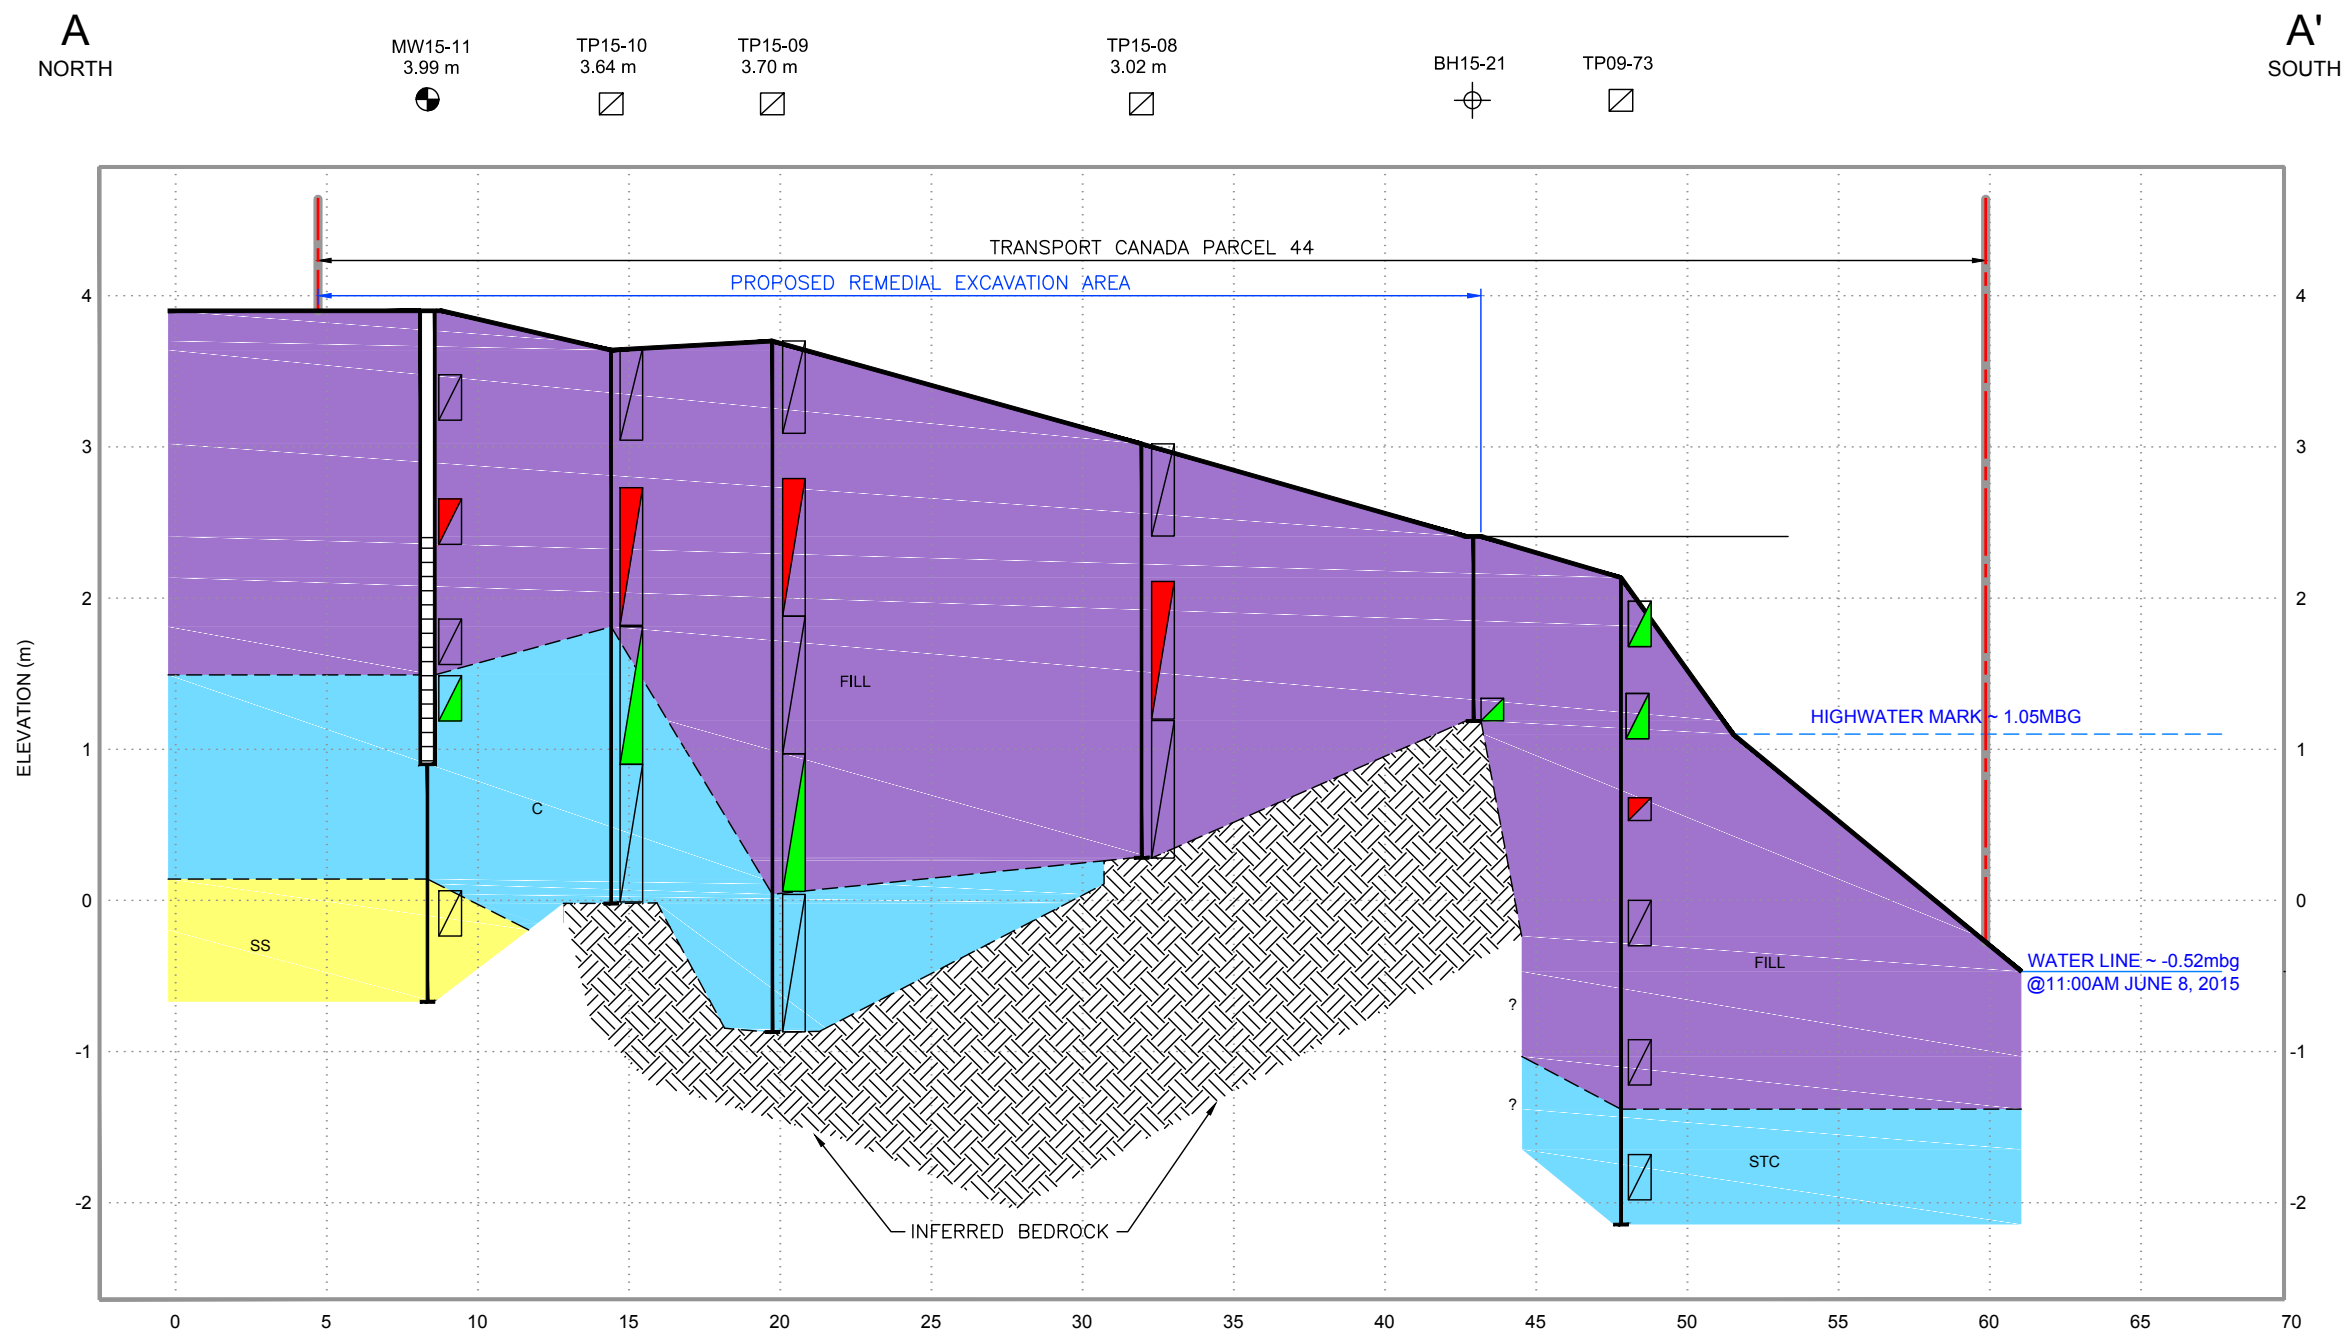 A
NORTH
MW15-11
3.99 m
TP15-10
3.64 m
TP15-09
3.70 m
TP15-08
3.02 m
BH15-21
TP09-73
A'
SOUTH
TRANSPORT CANADA PARCEL 44
PROPOSED REMEDIAL EXCAVATION AREA
4
4
3
3
2
2
FILL
HIGHWATER MARK ~ 1.05MBG
ELEVATION (m)
1
1
C
0
0
SS
FILL
WATER LINE ~ -0.52mbg
@11:00AM JUNE 8, 2015
?
-1
-1
?
STC
-2
-2
INFERRED BEDROCK
0 5 10 15 20 25 30 35 40 45 50 55 60 65 70